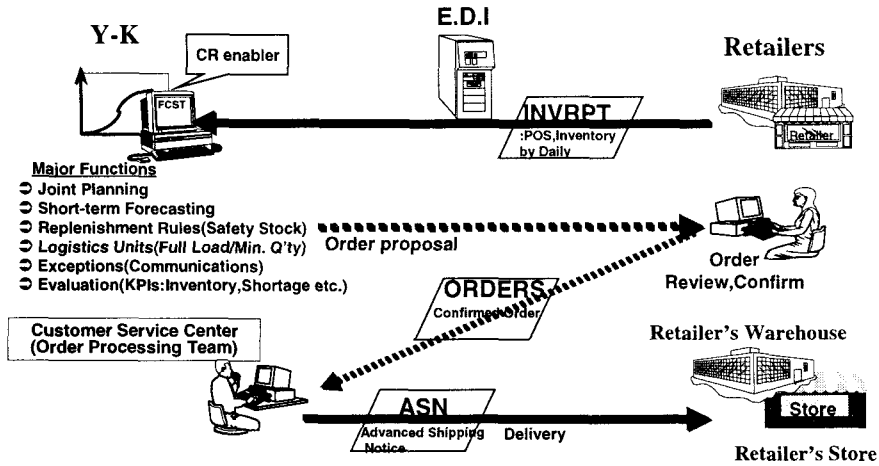 E.D.I
Y-K
Retailers
CR enabler
FCST
INVRPT
:POS,Inventory
by Daily
Retailer
Major Functions
➲ Joint Planning
➲ Short-term Forecasting
➲ Replenishment Rules(Safety Stock)
➲ Logistics Units(Full Load/Min. Q'ty)
➲ Exceptions(Communications)
➲ Evaluation(KPIs:Inventory,Shortage etc.)
Order proposal
Order
Review,Confirm
ORDERS
Confirmed Order
Customer Service Center
(Order Processing Team)
Retailer's Warehouse
ASN
Advanced Shipping
Notice
Delivery
Store
Retailer's Store